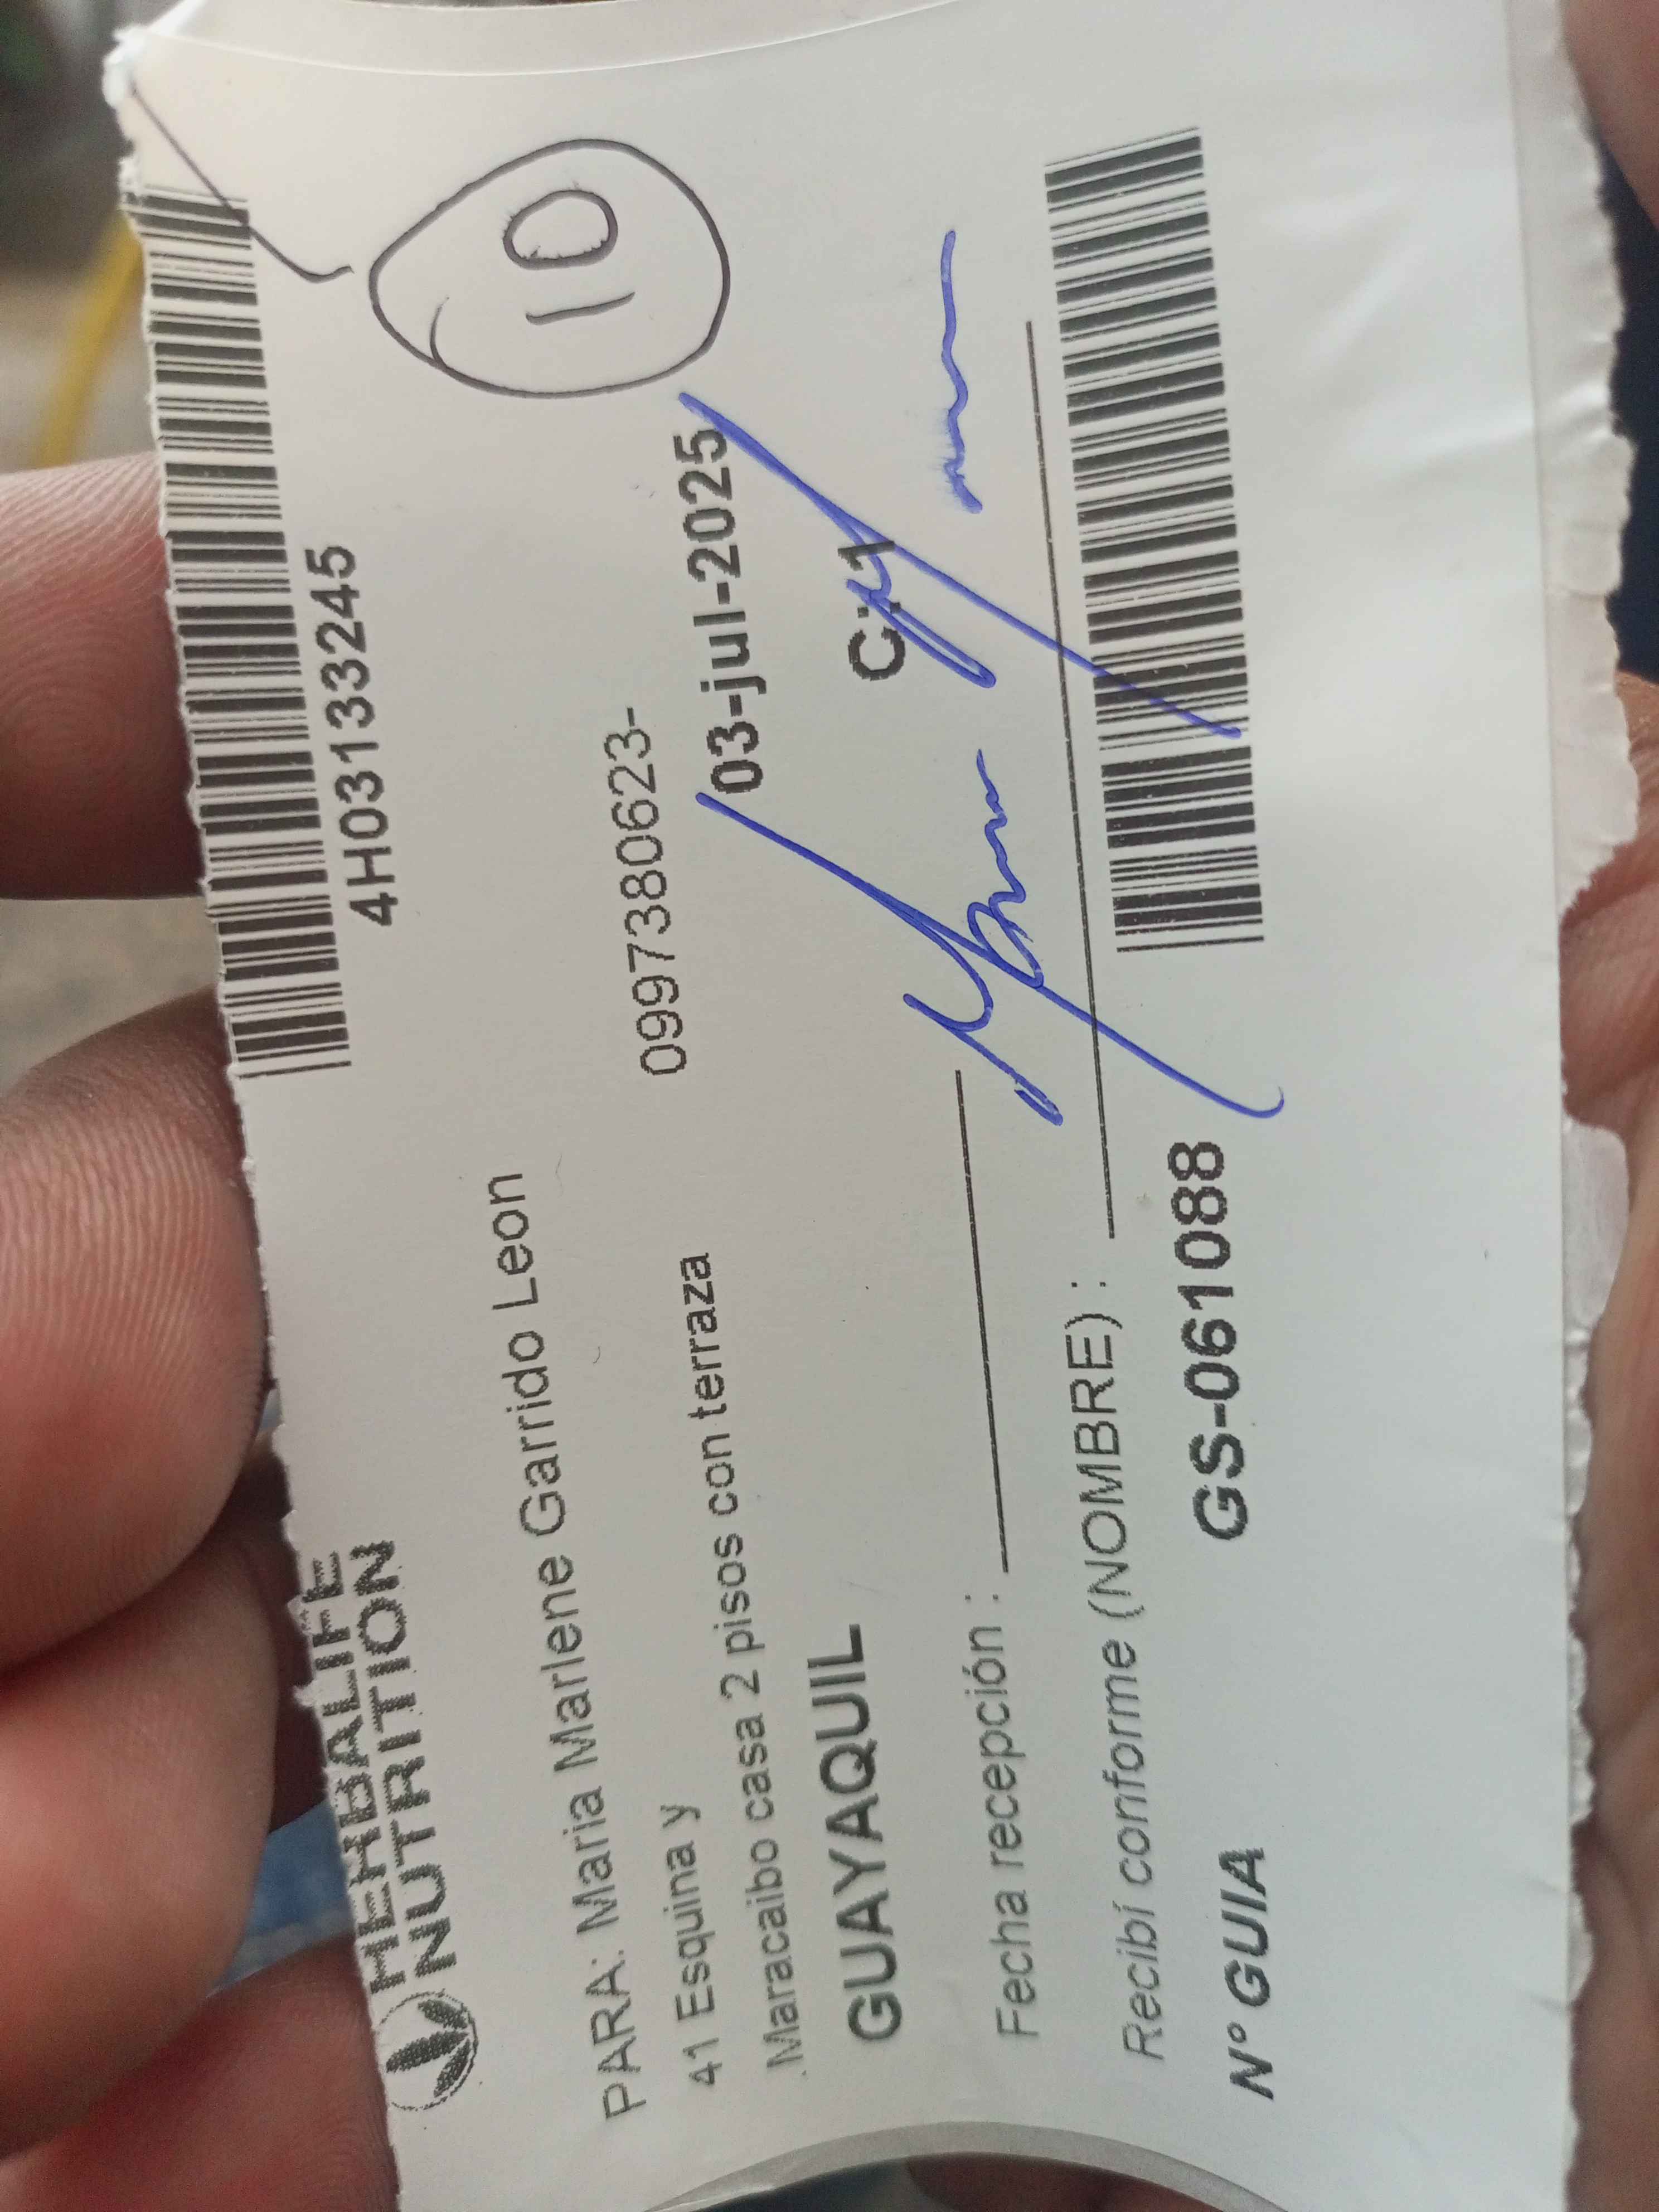 HERBALIFE
NUTRITION
4H03133245
10
PARA: Maria Marlene Garrido Leon
41 Esquina y 0997380623-
Maracaibo casa 2 pisos con terraza
03-jul-2025
GUAYAQUIL
C:1
Fecha recepción :
Recibí conforme (NOMBRE) :
N° GUIA GS-061088